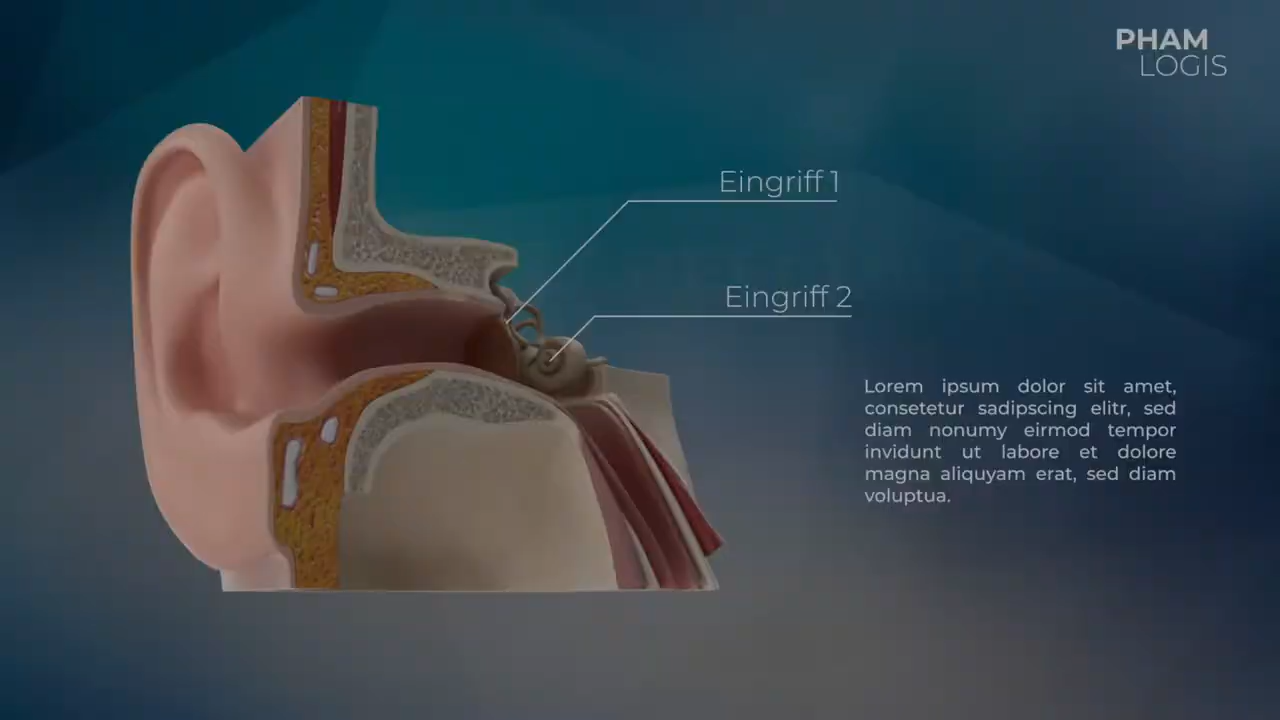 PHAM
LOGIS
Eingriff 1
Eingriff 2
Lorem ipsum dolor sit amet,
consetetur sadipscing elitr, sed
diam nonumy eirmod tempor
invidunt ut labore et dolore
magna aliquyam erat, sed diam
voluptua.